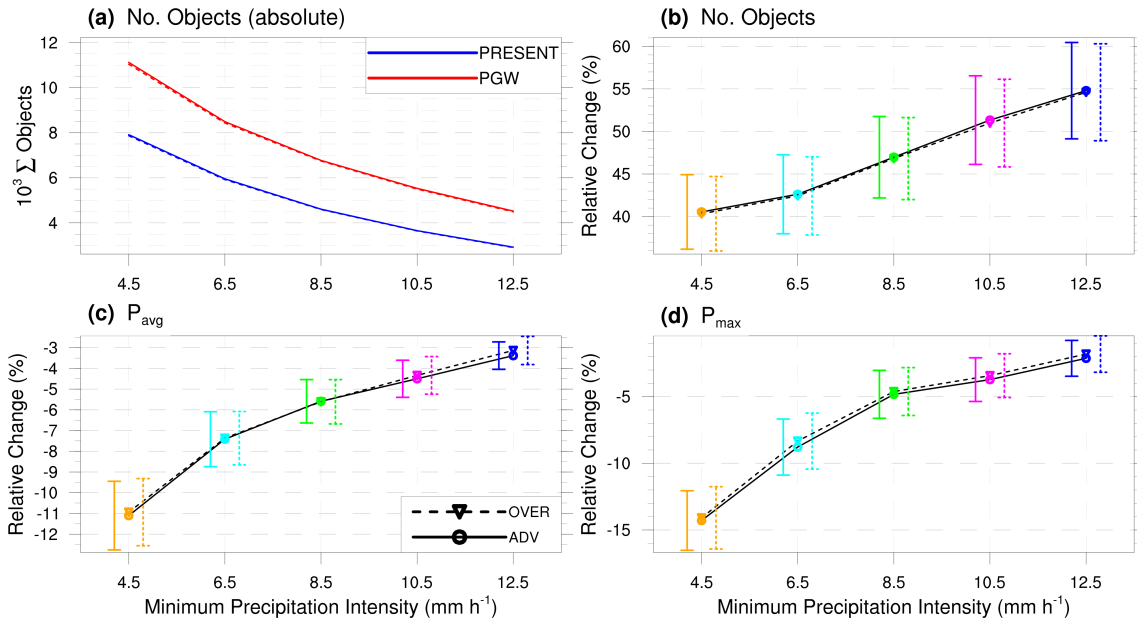 (a) No. Objects (absolute)
10³ Σ Objects
12
10
8
6
4
PRESENT
PGW
4.5 6.5 8.5 10.5 12.5
(b) No. Objects
Relative Change (%)
60
55
50
45
40
4.5 6.5 8.5 10.5 12.5
(c) Pavg
Relative Change (%)
-3
-4
-5
-6
-7
-8
-9
-10
-11
-12
OVER
ADV
4.5 6.5 8.5 10.5 12.5
Minimum Precipitation Intensity (mm h⁻¹)
(d) Pmax
Relative Change (%)
-5
-10
-15
4.5 6.5 8.5 10.5 12.5
Minimum Precipitation Intensity (mm h⁻¹)